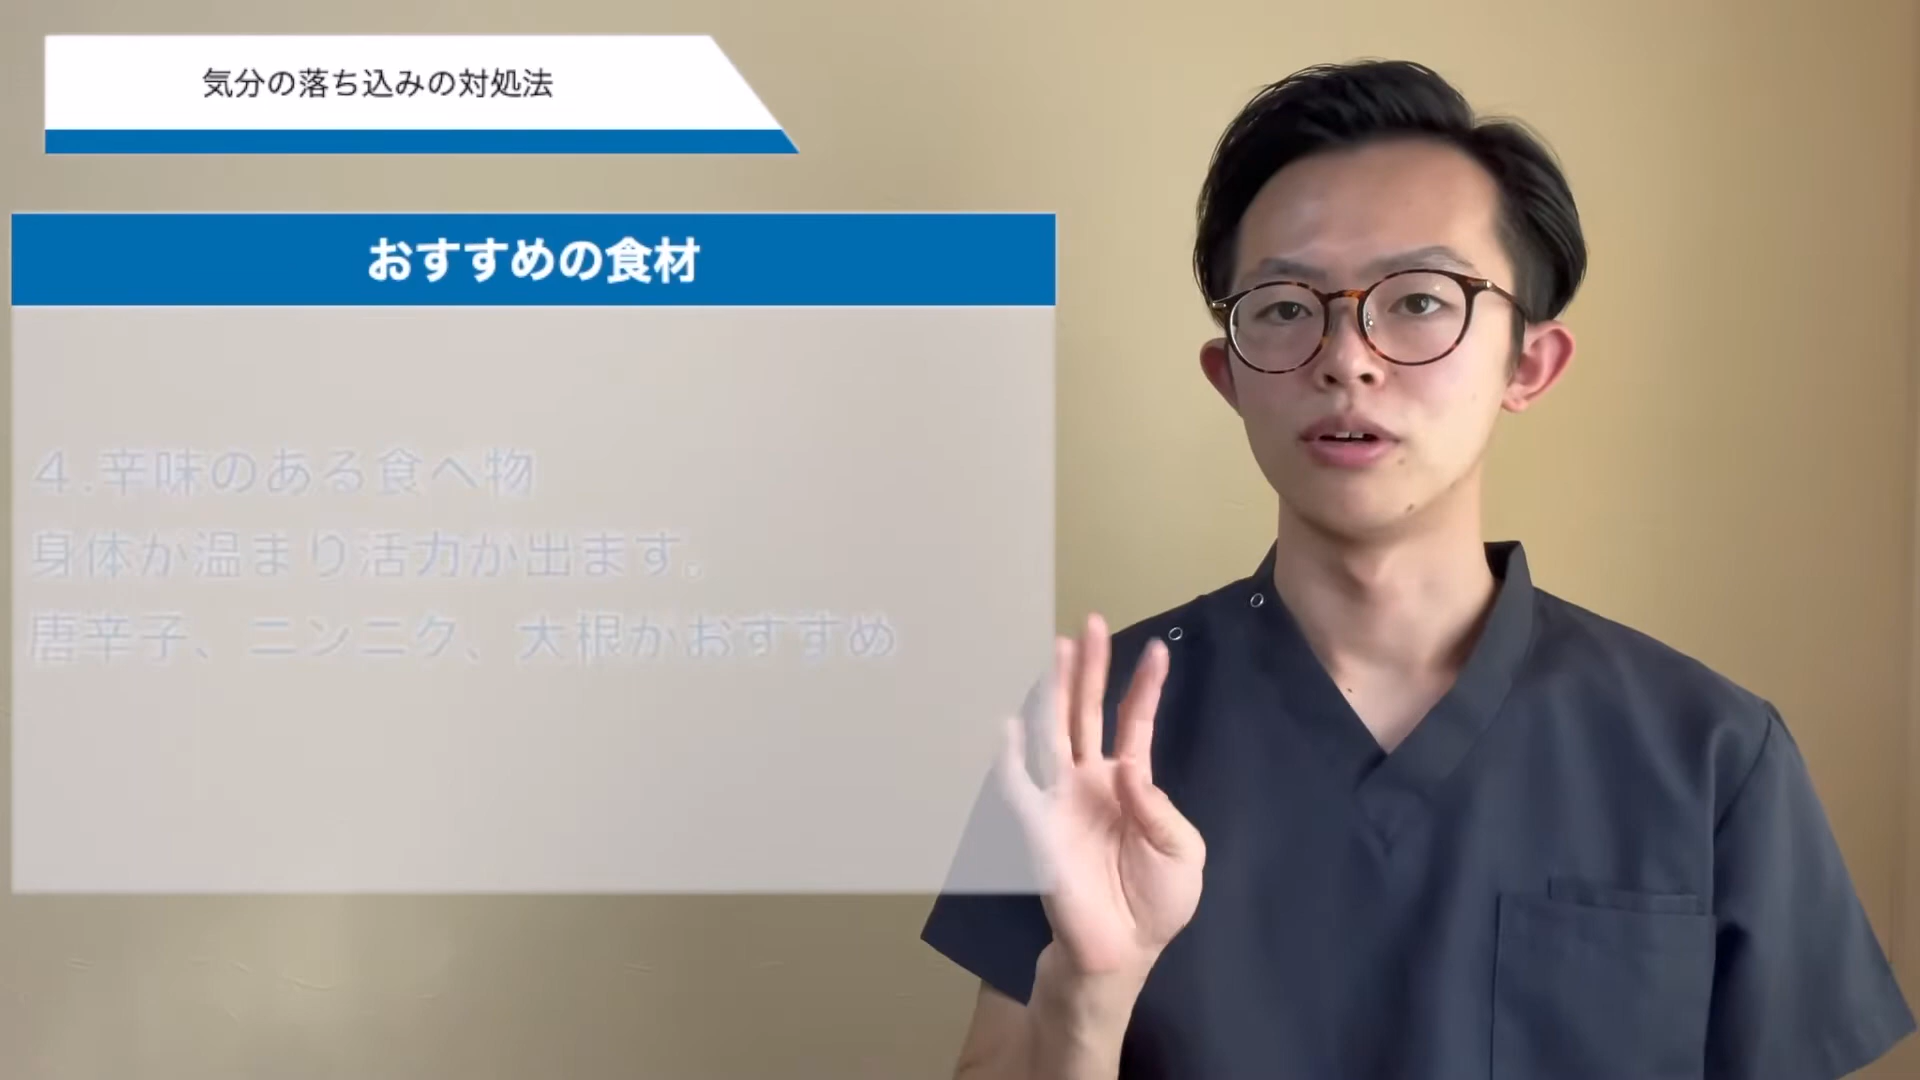 気分の落ち込みの対処法
おすすめの食材
４.辛味のある食べ物
身体が温まり活力が出ます。
唐辛子、ニンニク、大根がおすすめ